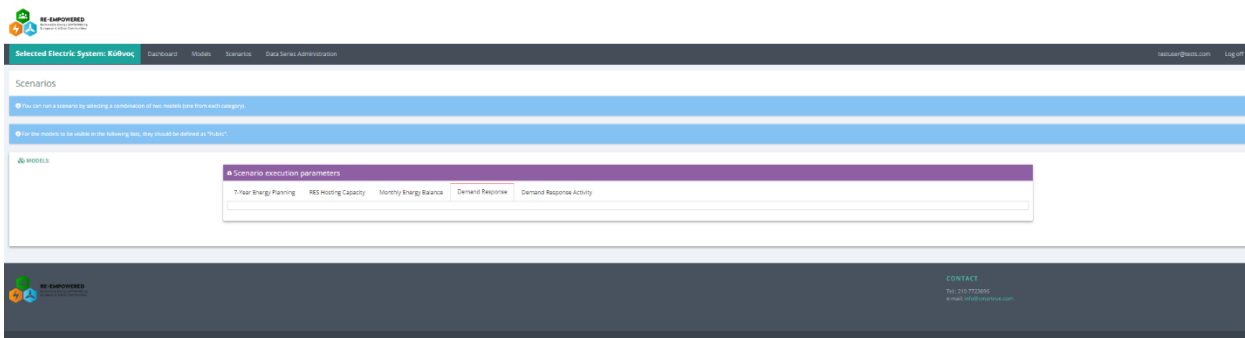 RE-EMPOWERED
Selected Electric System: Κύθνος Dashboard Models Scenarios Data Series Administration Log off
Scenarios
You can run a scenario by selecting a combination of two models (one from each category).
For the models to be visible in the following lists, they should be defined as "Public".
MODELS
Scenario execution parameters
7-Year Energy Planning RES Hosting Capacity Monthly Energy Balance Demand Response Demand Response Activity
RE-EMPOWERED
CONTACT